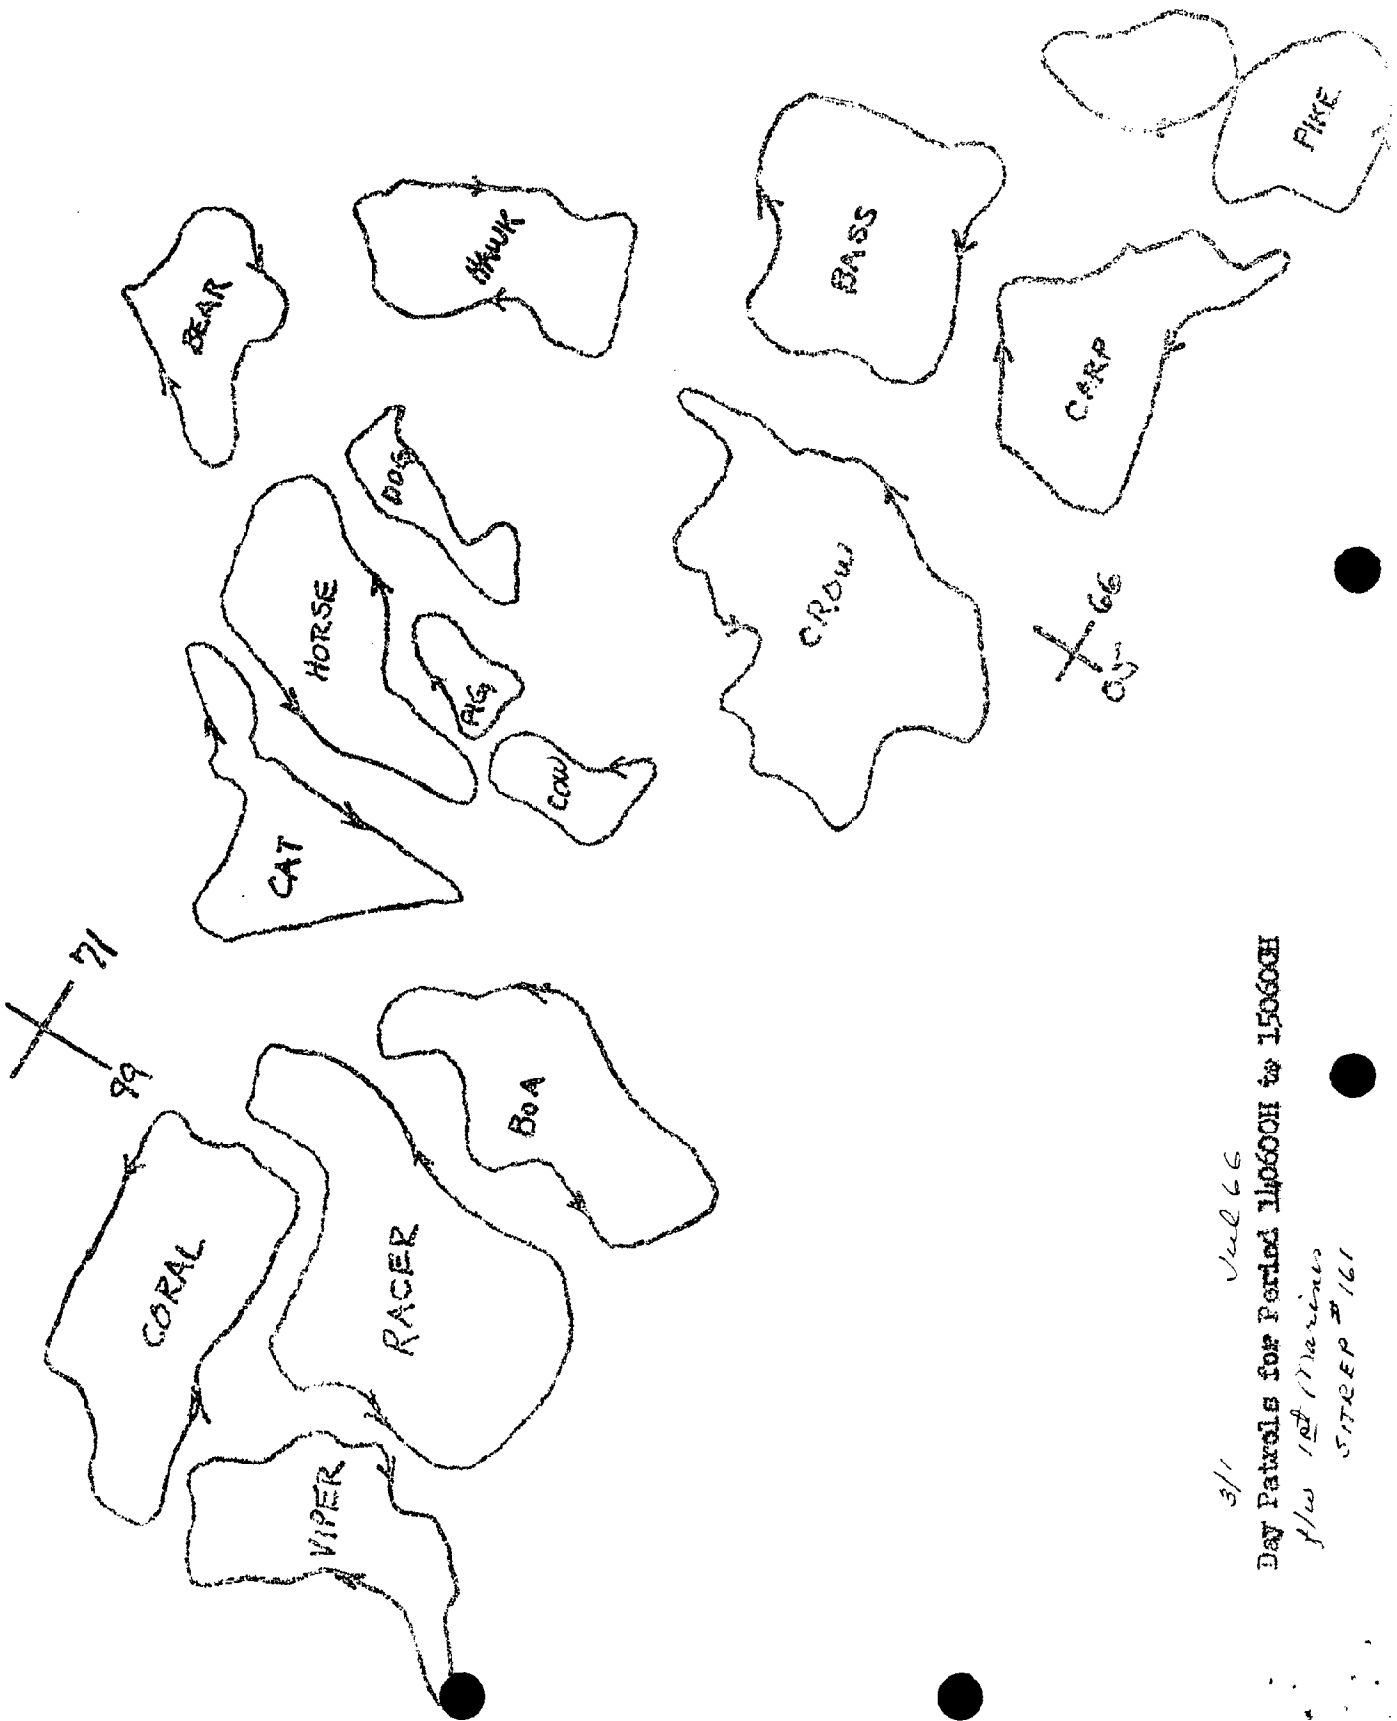 VIPER
CORAL
RACER
BOA
99
71
CAT
HORSE
COW
PIG
DOG
BEAR
HAWK
CROW
BASS
CARP
PIKE
05
66
3/1 Jul 66
Day Patrols for Period 140600H to 150600H
f/w 1st Marines
SITREP # 161